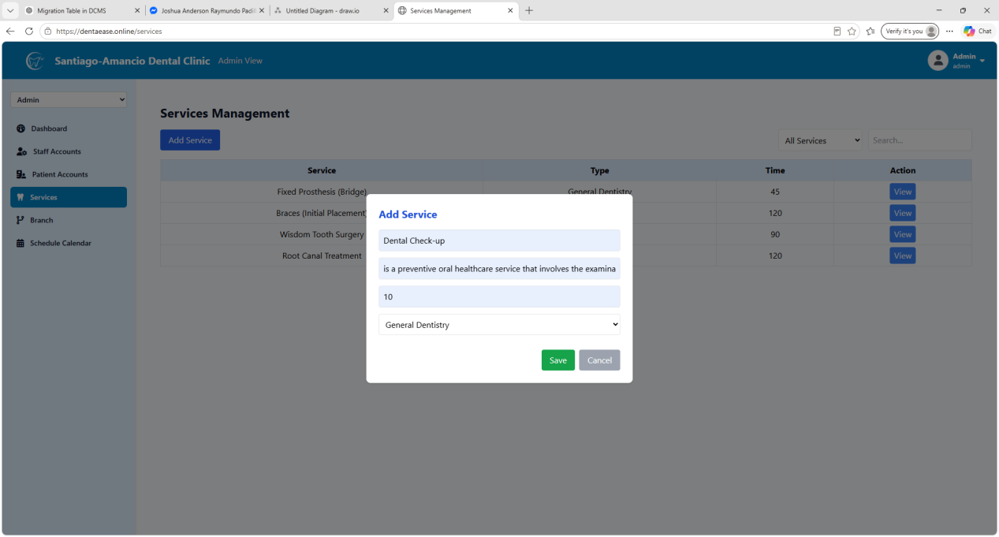 Migration Table in DCMS
Joshua Anderson Raymundo Padil
Untitled Diagram - draw.io
Services Management
https://dentaease.online/services
Verify it's you
Chat
Santiago-Amancio Dental Clinic Admin View
Admin
admin
Admin
Dashboard
Staff Accounts
Patient Accounts
Services
Branch
Schedule Calendar
Services Management
Add Service
All Services
Search...
Service Type Time Action
Fixed Prosthesis (Bridge) General Dentistry 45 View
Braces (Initial Placement) 120 View
Wisdom Tooth Surgery 90 View
Root Canal Treatment 120 View
Add Service
Dental Check-up
is a preventive oral healthcare service that involves the examina
10
General Dentistry
Save Cancel